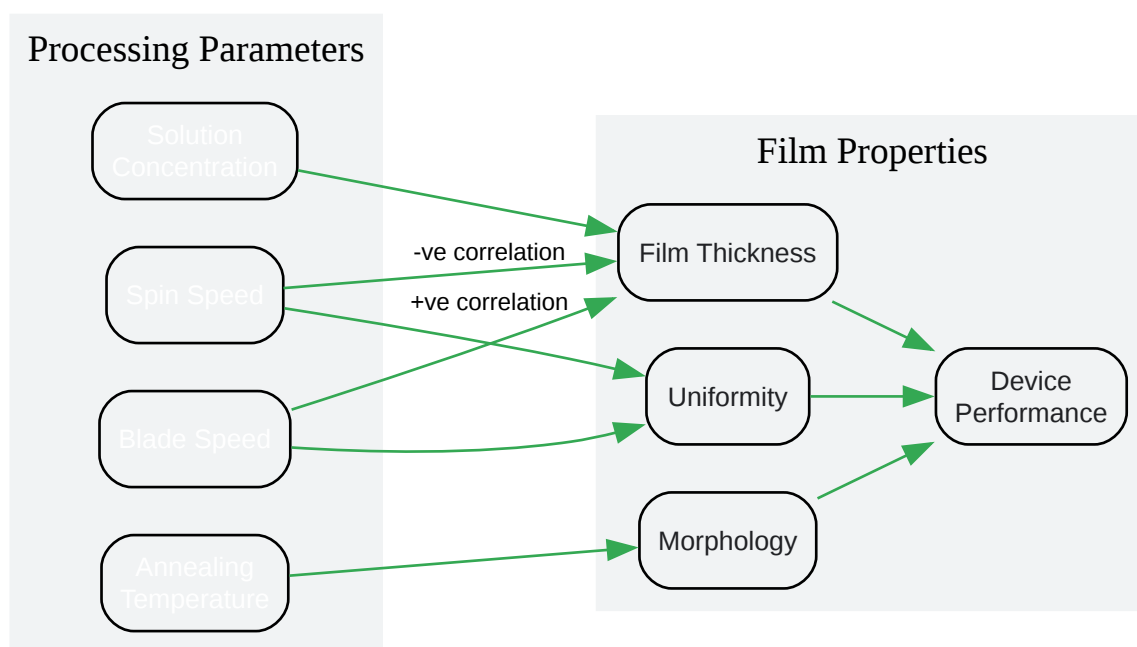 Processing Parameters
Solution
Concentration
Spin Speed
Blade Speed
Annealing
Temperature
-ve correlation
+ve correlation
Film Properties
Film Thickness
Uniformity
Morphology
Device
Performance